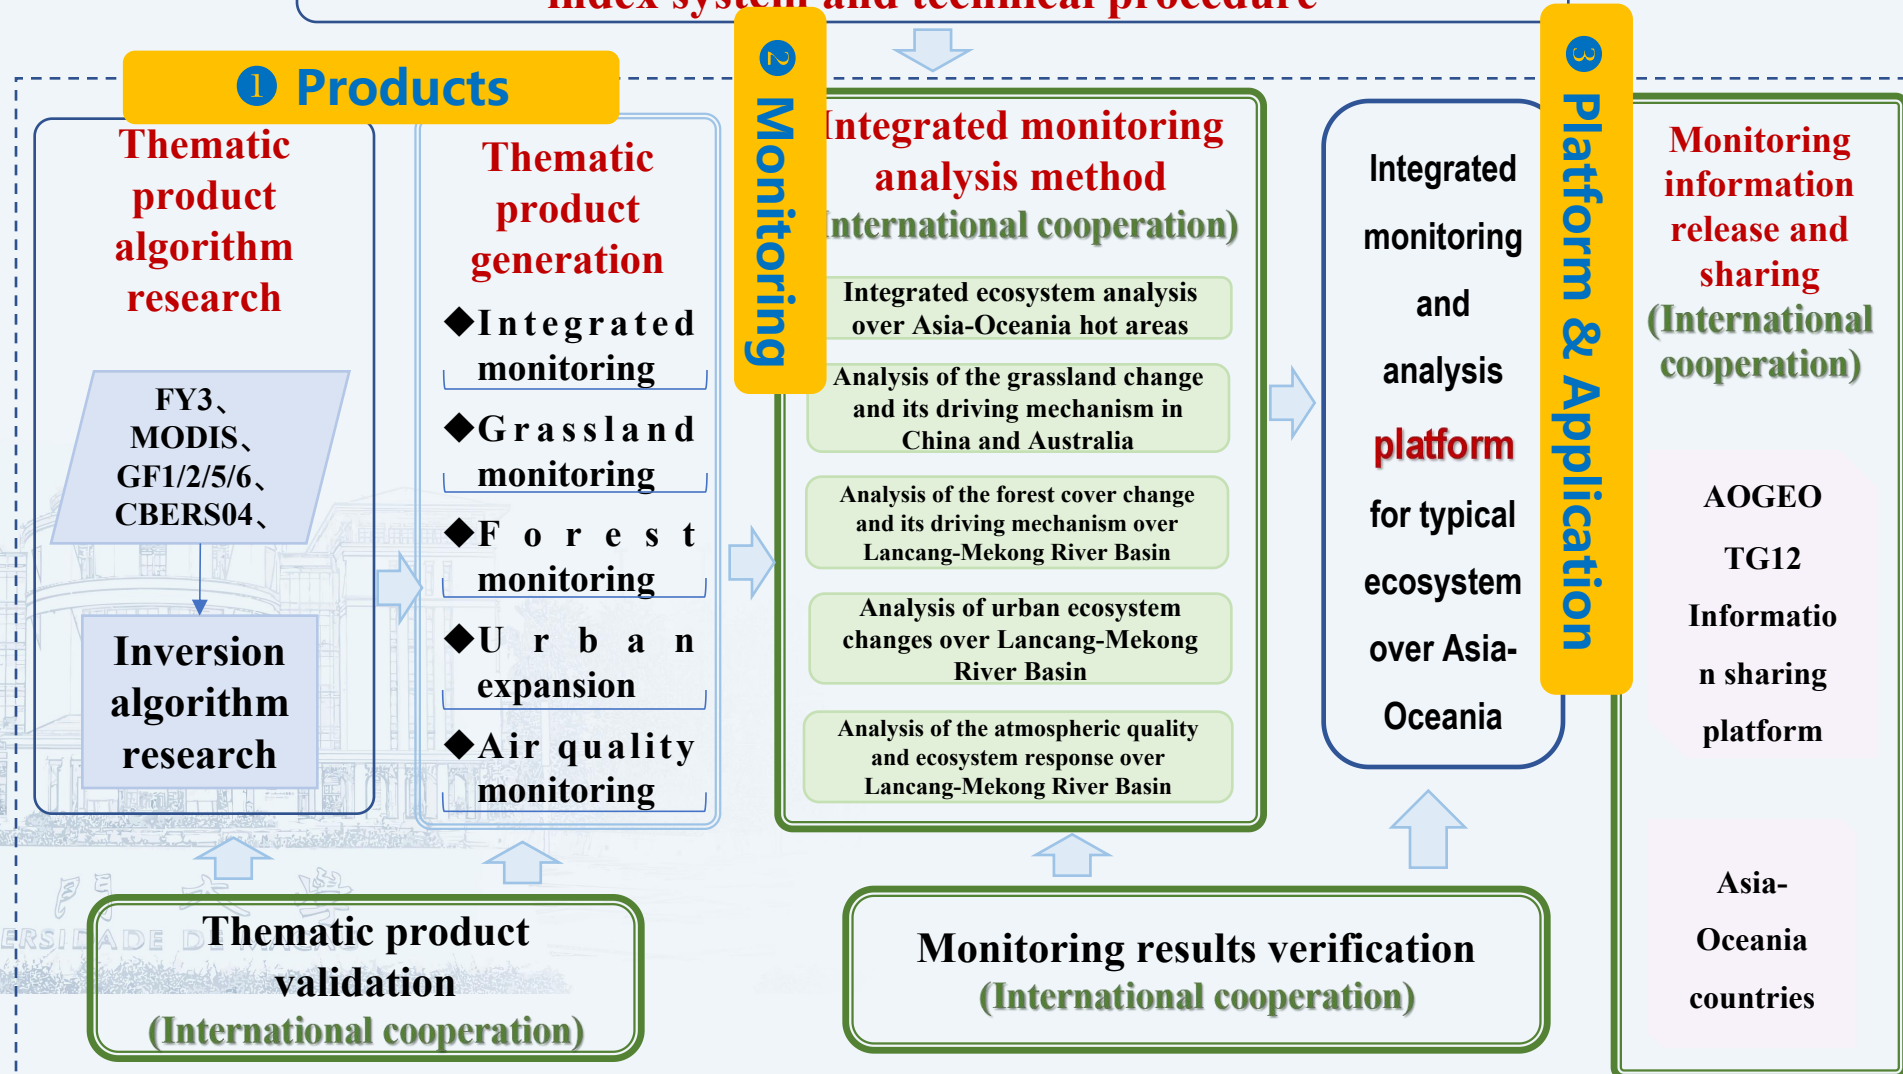 index system and technical procedure
❶ Products
Thematic
product
algorithm
research
FY3、
MODIS、
GF1/2/5/6、
CBERS04、
Inversion
algorithm
research
Thematic
product
generation
◆Integrated
monitoring
◆Grassland
monitoring
◆Forest
monitoring
◆Urban
expansion
◆Air quality
monitoring
❷ Monitoring
Integrated monitoring
analysis method
International cooperation)
Integrated ecosystem analysis
over Asia-Oceania hot areas
Analysis of the grassland change
and its driving mechanism in
China and Australia
Analysis of the forest cover change
and its driving mechanism over
Lancang-Mekong River Basin
Analysis of urban ecosystem
changes over Lancang-Mekong
River Basin
Analysis of the atmospheric quality
and ecosystem response over
Lancang-Mekong River Basin
Integrated
monitoring
and
analysis
platform
for typical
ecosystem
over Asia-
Oceania
❸ Platform & Application
Monitoring
information
release and
sharing
(International
cooperation)
AOGEO
TG12
Informatio
n sharing
platform
Asia-
Oceania
countries
門 大 學
ERSIDADE DE MACAU
Thematic product
validation
(International cooperation)
Monitoring results verification
(International cooperation)